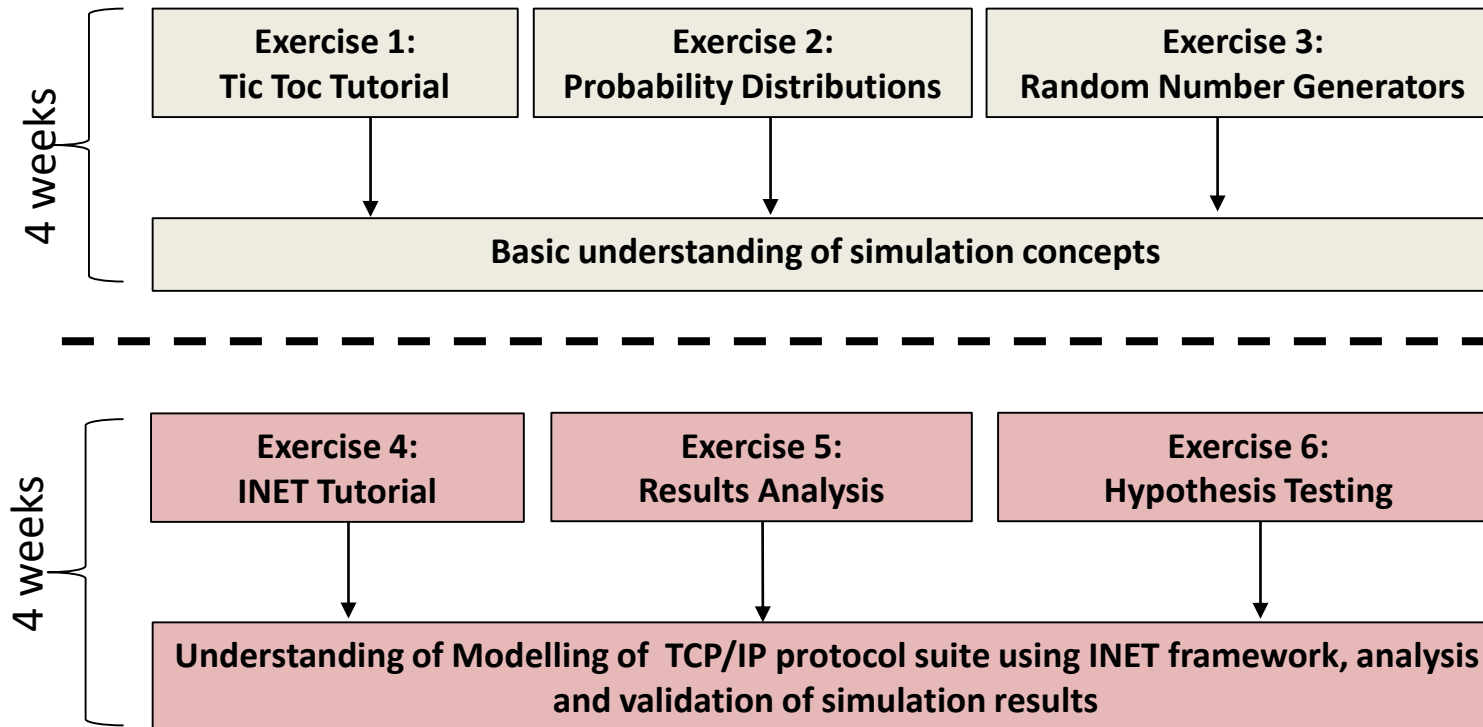 4 weeks
Exercise 1:
Tic Toc Tutorial
Exercise 2:
Probability Distributions
Exercise 3:
Random Number Generators
Basic understanding of simulation concepts
4 weeks
Exercise 4:
INET Tutorial
Exercise 5:
Results Analysis
Exercise 6:
Hypothesis Testing
Understanding of Modelling of TCP/IP protocol suite using INET framework, analysis
and validation of simulation results